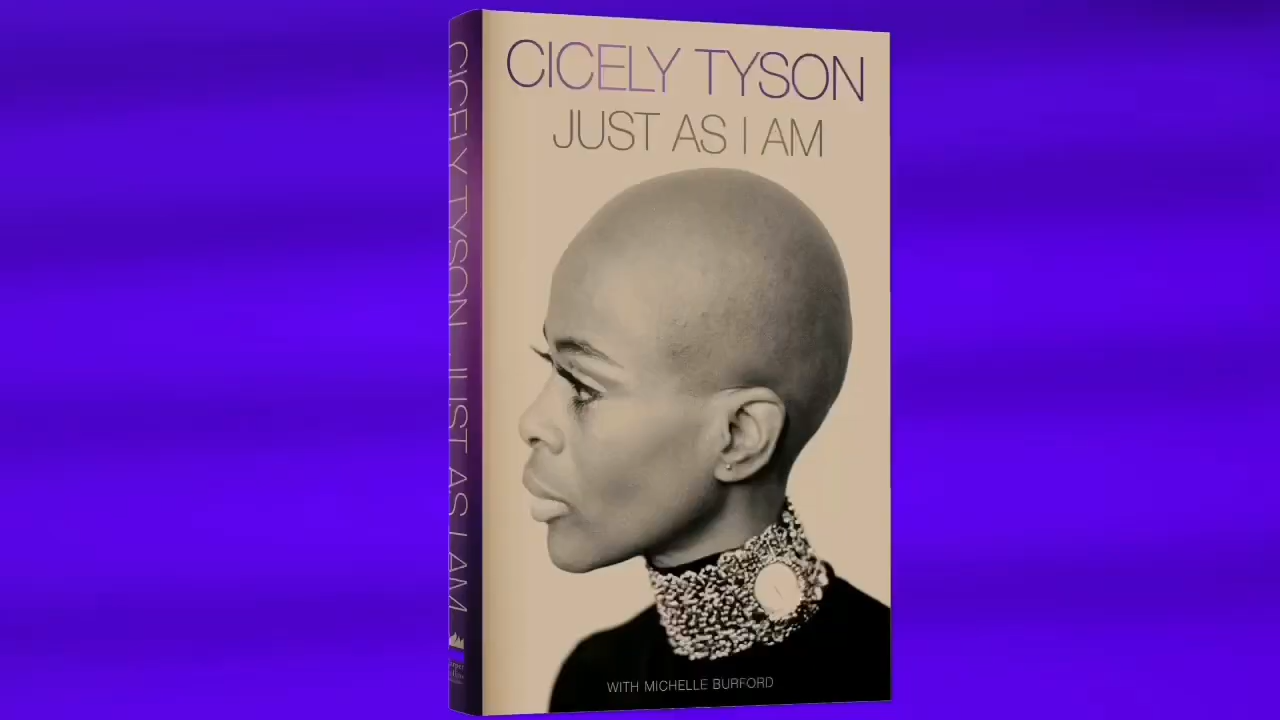 CICELY TYSON
JUST AS I AM
WITH MICHELLE BURFORD
CICELY TYSON JUST AS I AM